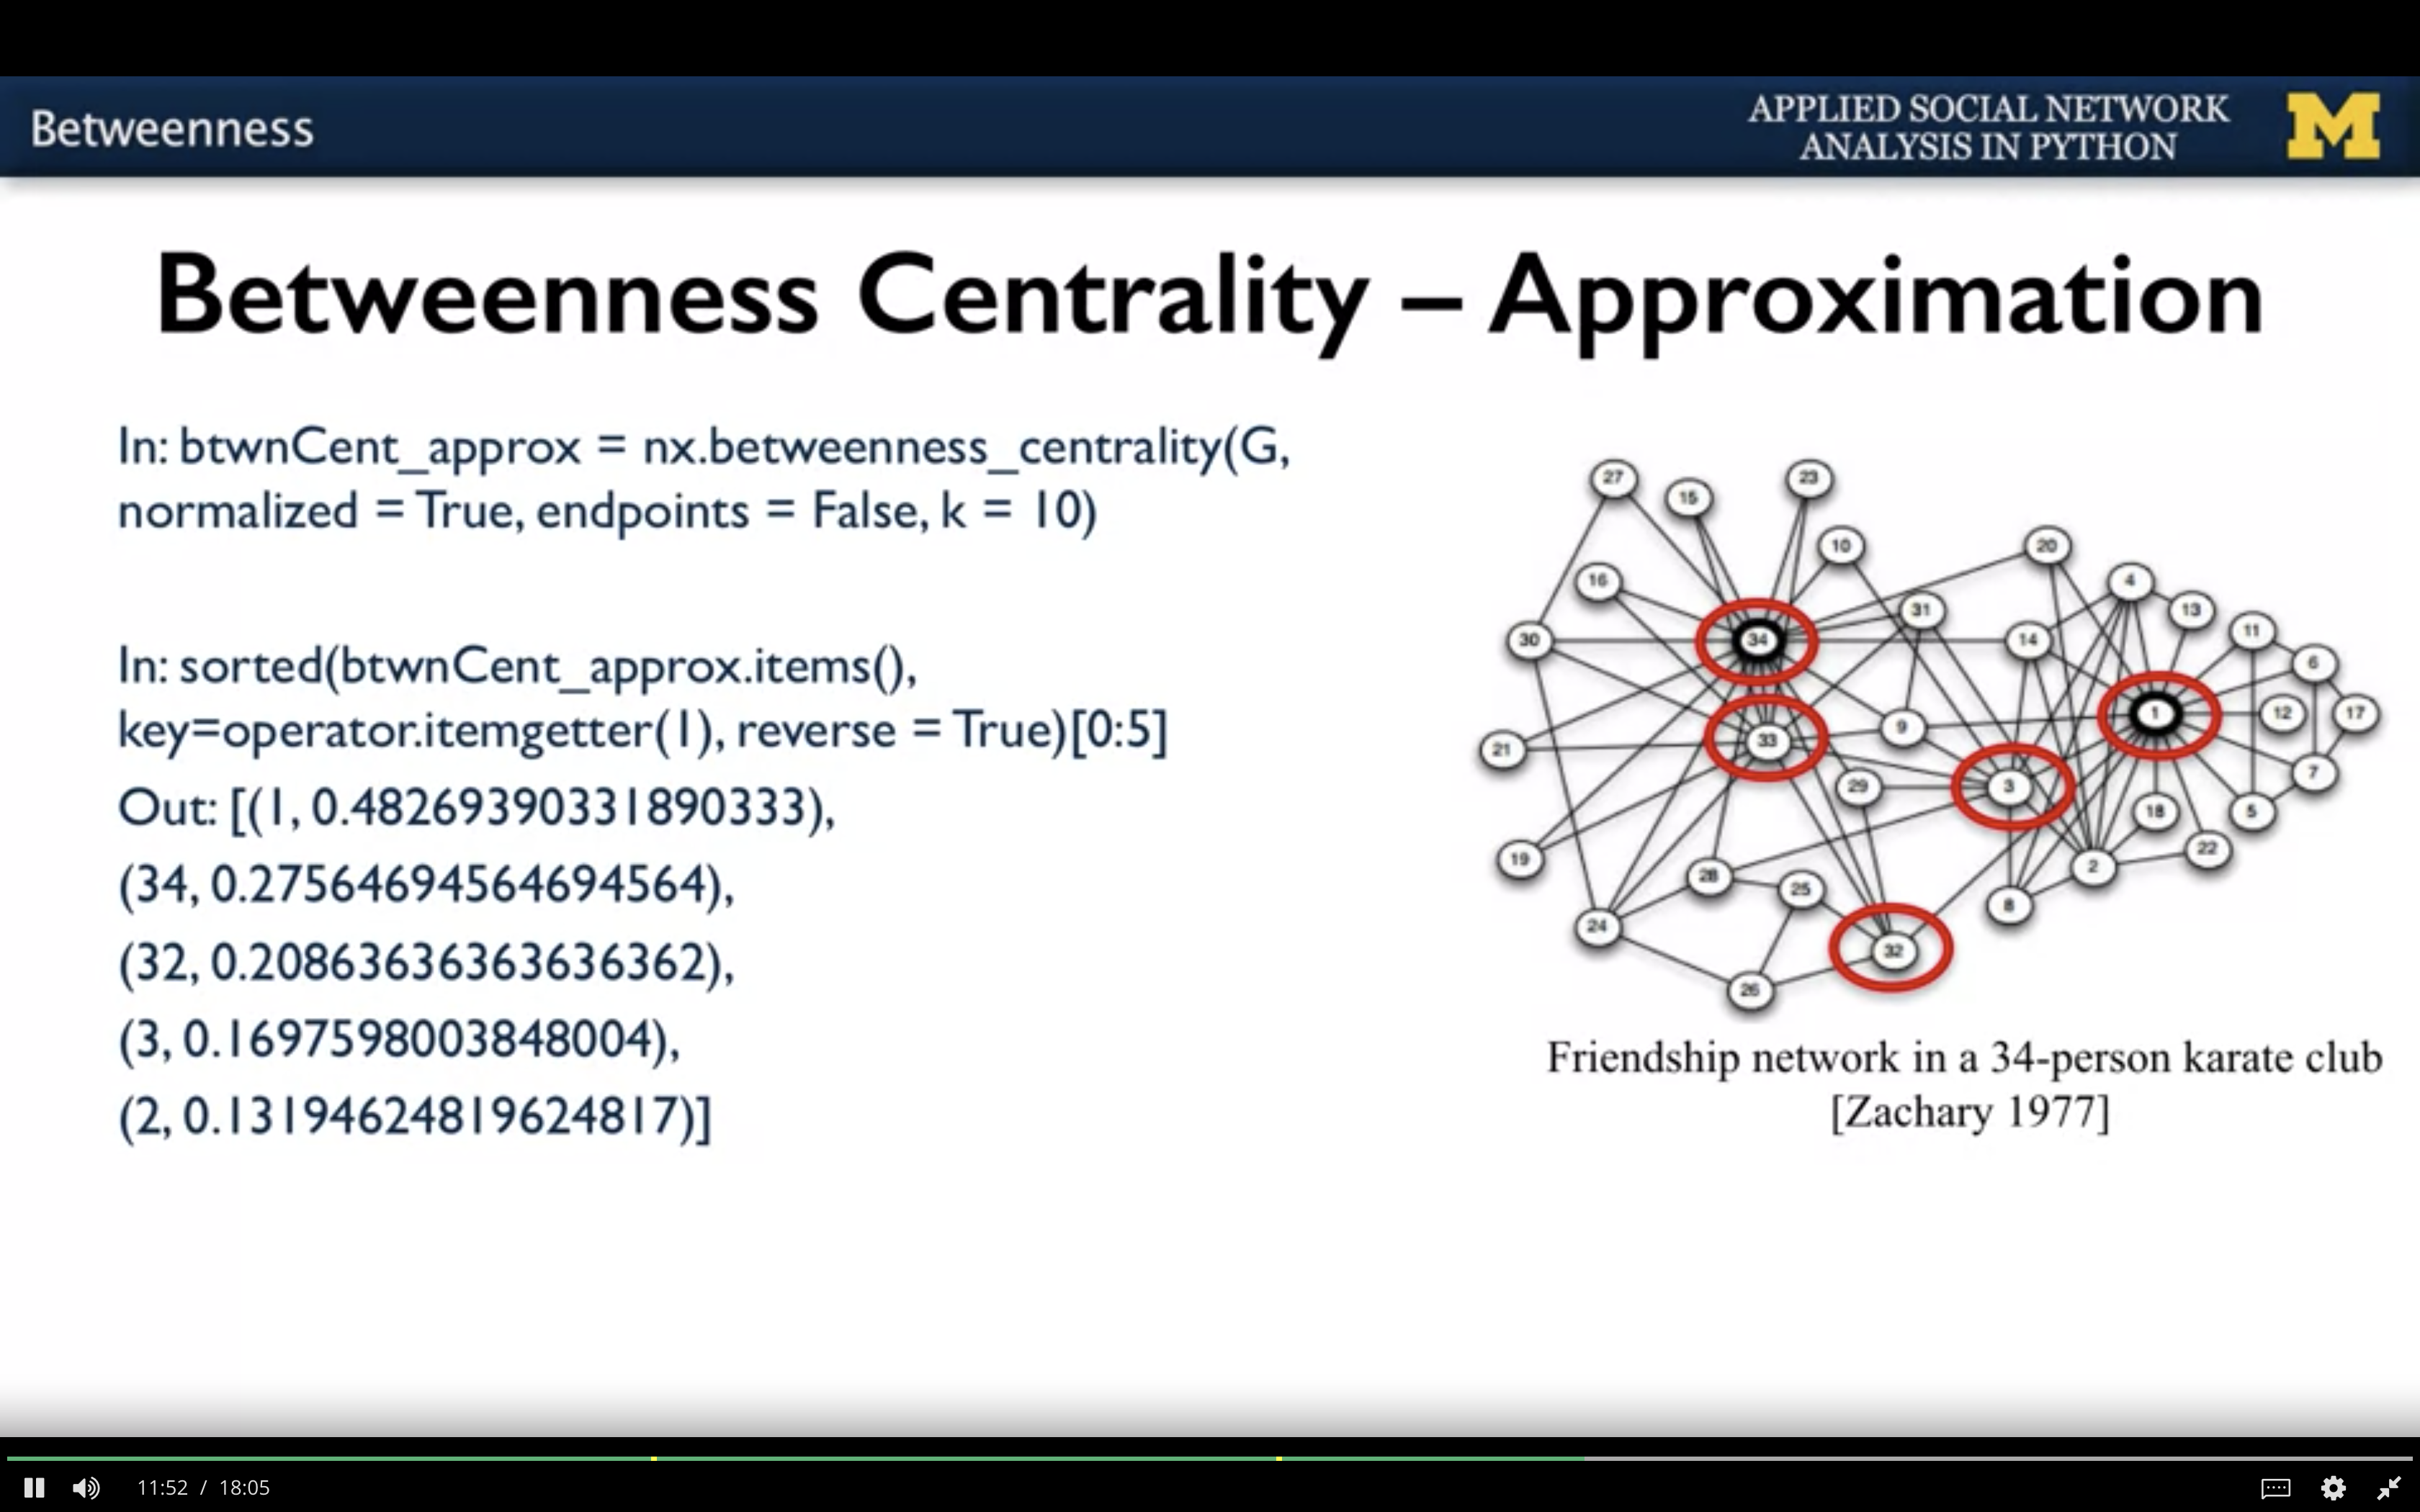 Betweenness
APPLIED SOCIAL NETWORK
ANALYSIS IN PYTHON
M
Betweenness Centrality – Approximation
In: btwnCent_approx = nx.betweenness_centrality(G,
normalized = True, endpoints = False, k = 10)
In: sorted(btwnCent_approx.items(),
key=operator.itemgetter(1), reverse = True)[0:5]
Out: [(1, 0.48269390331890333),
(34, 0.27564694564694564),
(32, 0.20863636363636362),
(3, 0.1697598003848004),
(2, 0.13194624819624817)]
27
15
23
10
20
16
4
31
13
30
34
14
11
6
1
12
17
33
9
21
3
29
7
18
5
19
22
28
2
25
8
24
32
26
Friendship network in a 34-person karate club
[Zachary 1977]
11:52 / 18:05